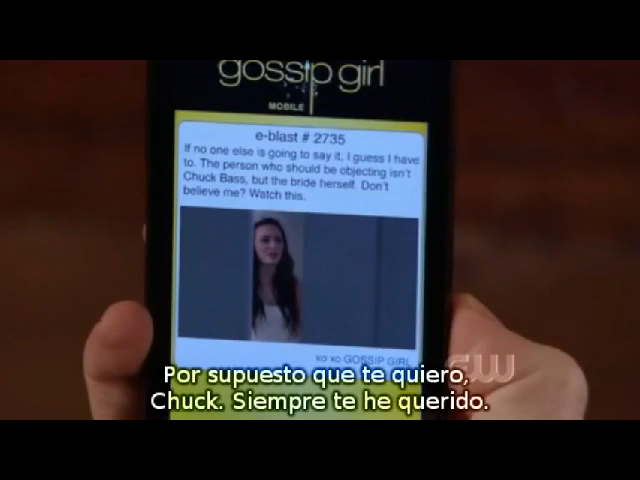 gossip girl
MOBILE
e-blast # 2735
If no one else is going to say it, I guess I have
to. The person who should be objecting isn't
Chuck Bass, but the bride herself. Don't
believe me? Watch this.
xo xo GOSSIP GIRL
CW
Por supuesto que te quiero,
Chuck. Siempre te he querido.